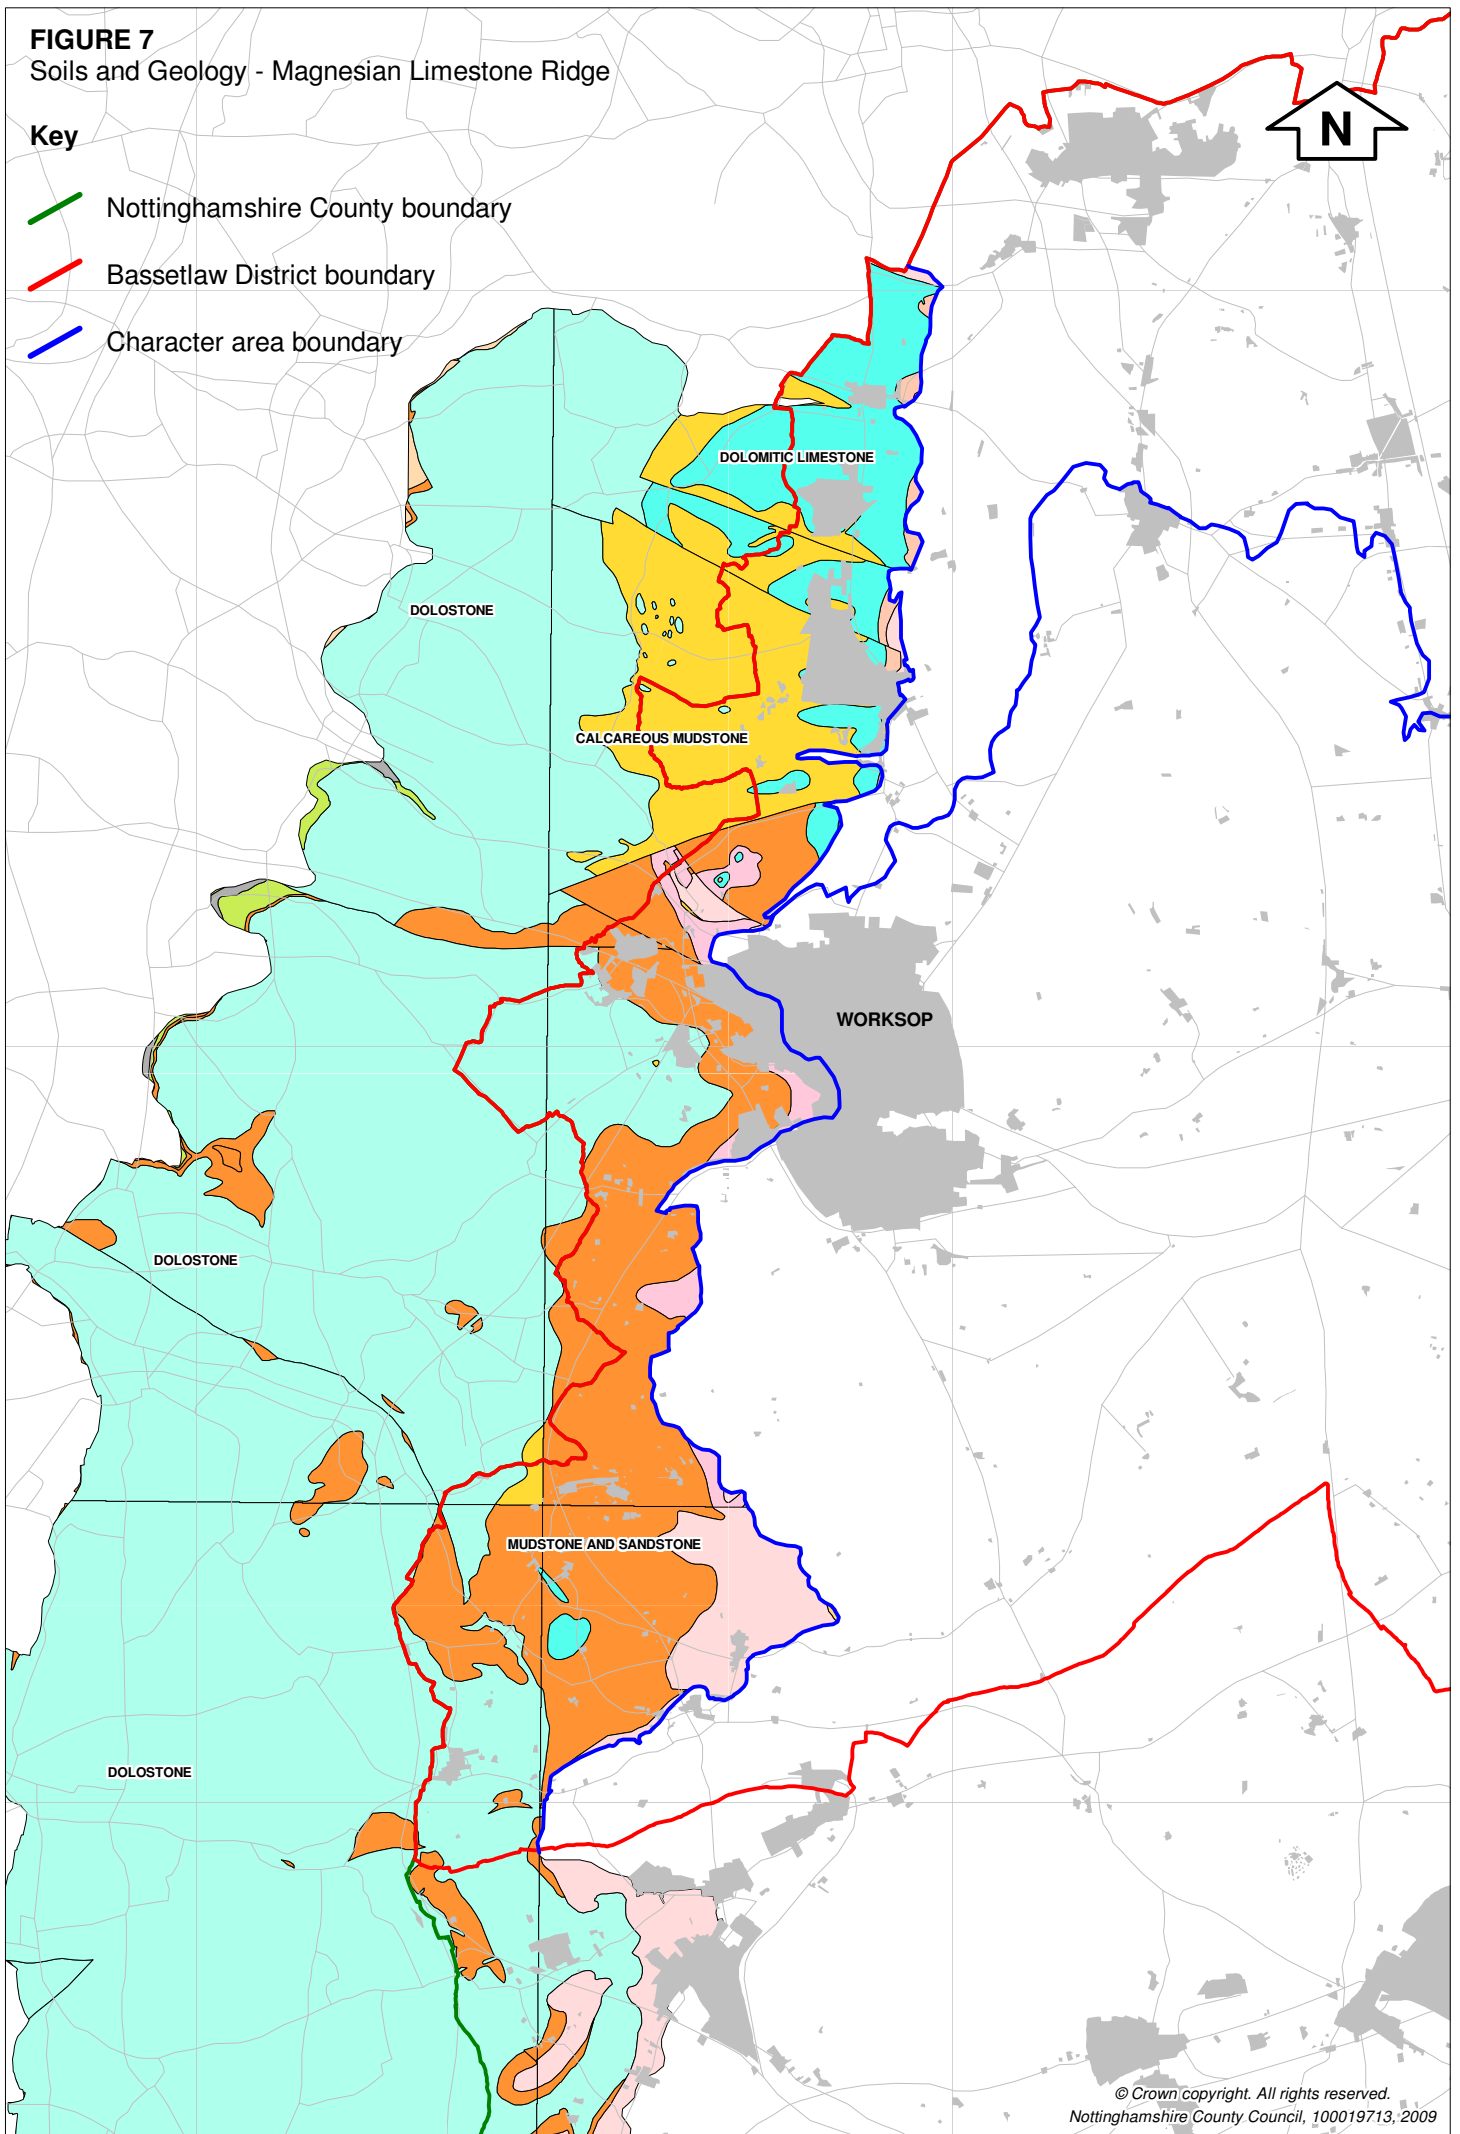 FIGURE 7
Soils and Geology - Magnesian Limestone Ridge
N
Key
Nottinghamshire County boundary
Bassetlaw District boundary
Character area boundary
DOLOMITIC LIMESTONE
DOLOSTONE
CALCAREOUS MUDSTONE
WORKSOP
DOLOSTONE
MUDSTONE AND SANDSTONE
DOLOSTONE
© Crown copyright. All rights reserved.
Nottinghamshire County Council, 100019713, 2009